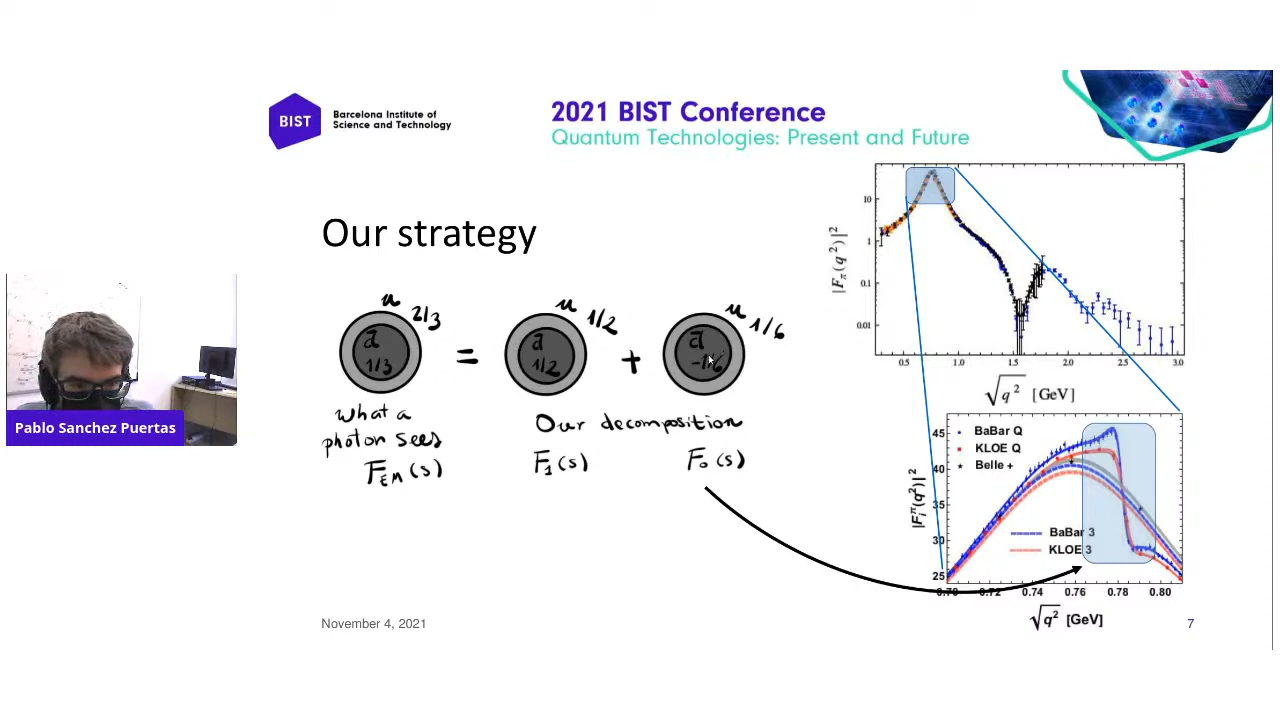 BIST
Barcelona Institute of
Science and Technology
2021 BIST Conference
Quantum Technologies: Present and Future
Our strategy
u 2/3
d̄
1/3
=
u 1/2
d̄
1/2
+
u 1/6
d̄
-1/6
what a
photon sees
F_EM(s)
Our decomposition
F_1(s)
F_0(s)
|F_π(q²)|²
10
1
0.1
0.01
0.5 1.0 1.5 2.0 2.5 3.0
√q² [GeV]
|F_i^π(q²)|²
45
40
35
30
25
BaBar Q
KLOE Q
Belle +
BaBar 3
KLOE 3
0.70 0.72 0.74 0.76 0.78 0.80
√q² [GeV]
Pablo Sanchez Puertas
November 4, 2021
7